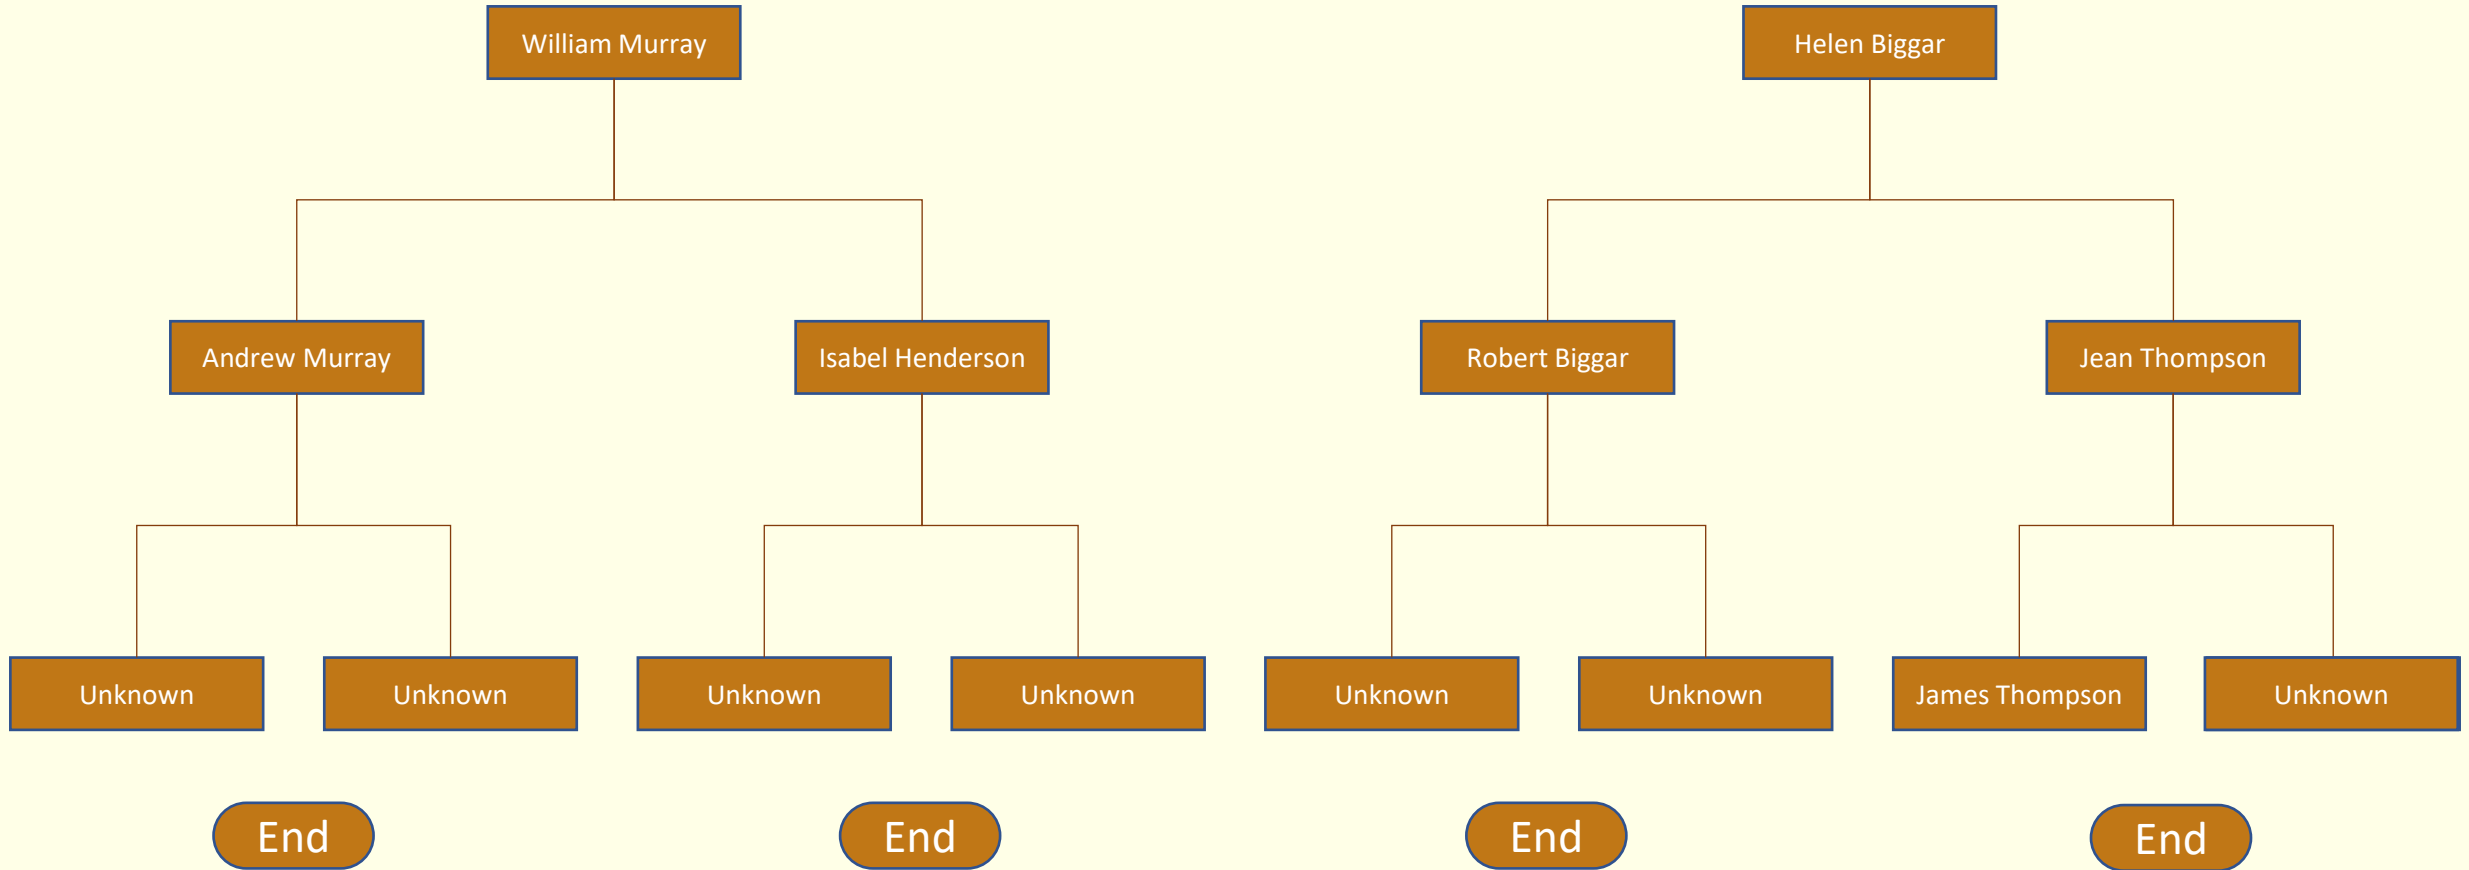 William Murray
Helen Biggar
Andrew Murray
Isabel Henderson
Robert Biggar
Jean Thompson
Unknown
Unknown
Unknown
Unknown
Unknown
Unknown
James Thompson
Unknown
End
End
End
End